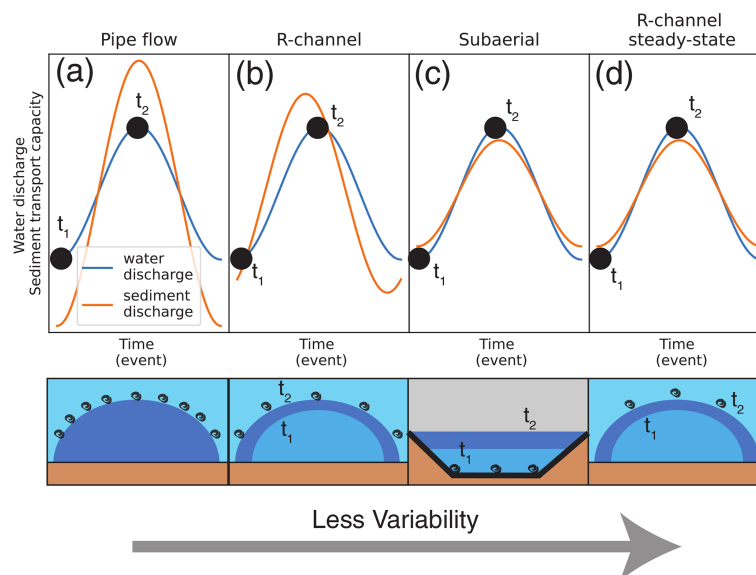 Pipe flow
R-channel
Subaerial
R-channel
steady-state
(a)
(b)
(c)
(d)
Water discharge
Sediment transport capacity
t1
t2
water
discharge
sediment
discharge
t1
t2
t1
t2
t1
t2
Time
(event)
Time
(event)
Time
(event)
Time
(event)
t2
t1
t2
t1
t2
t1
Less Variability